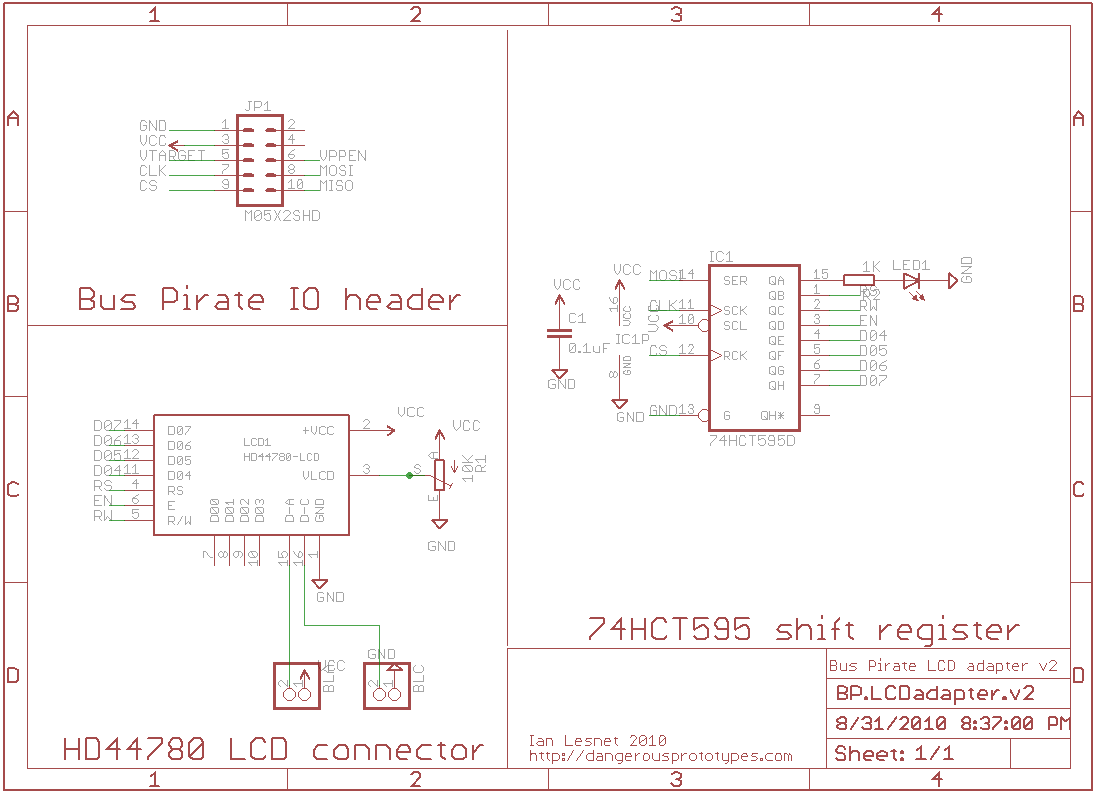 1 2 3 4
A A
JP1
GND 1 2
VCC 3 4
VTARGET 5 6 VPPEN
CLK 7 8 MOSI
CS 9 10 MISO
M05X2SHD
B B
Bus Pirate IO header
IC1
VCC VCC MOSI 14 SER QA 15 1K LED1 GND
QB 1 RS
16 VCC CLK 11 SCK QC 2 RW
C1 VCC 10 SCL QD 3 EN
IC1P QE 4 D04
0.1uF CS 12 RCK QF 5 D05
8 GND QG 6 D06
GND QH 7 D07
GND GND 13 G QH* 9
74HCT595D
C C
D07 14 D07 +VCC 2 VCC VCC
D06 13 D06 LCD1
D05 12 D05 HD44780-LCD A
D04 11 D04 VLCD 3 S 10K R1
RS 4 RS
EN 6 E E
RW 5 R/W
D00 D01 D02 D03 D-A D-C GND
GND
7 8 9 10 15 16 1
GND
74HCT595 shift register
D D
VCC GND
2 1 2 1
BLC
HD44780 LCD connector
Bus Pirate LCD adapter v2
BP.LCDadapter.v2
8/31/2010 8:37:00 PM
Ian Lesnet 2010
http://dangerousprototypes.com
Sheet: 1/1
1 2 3 4